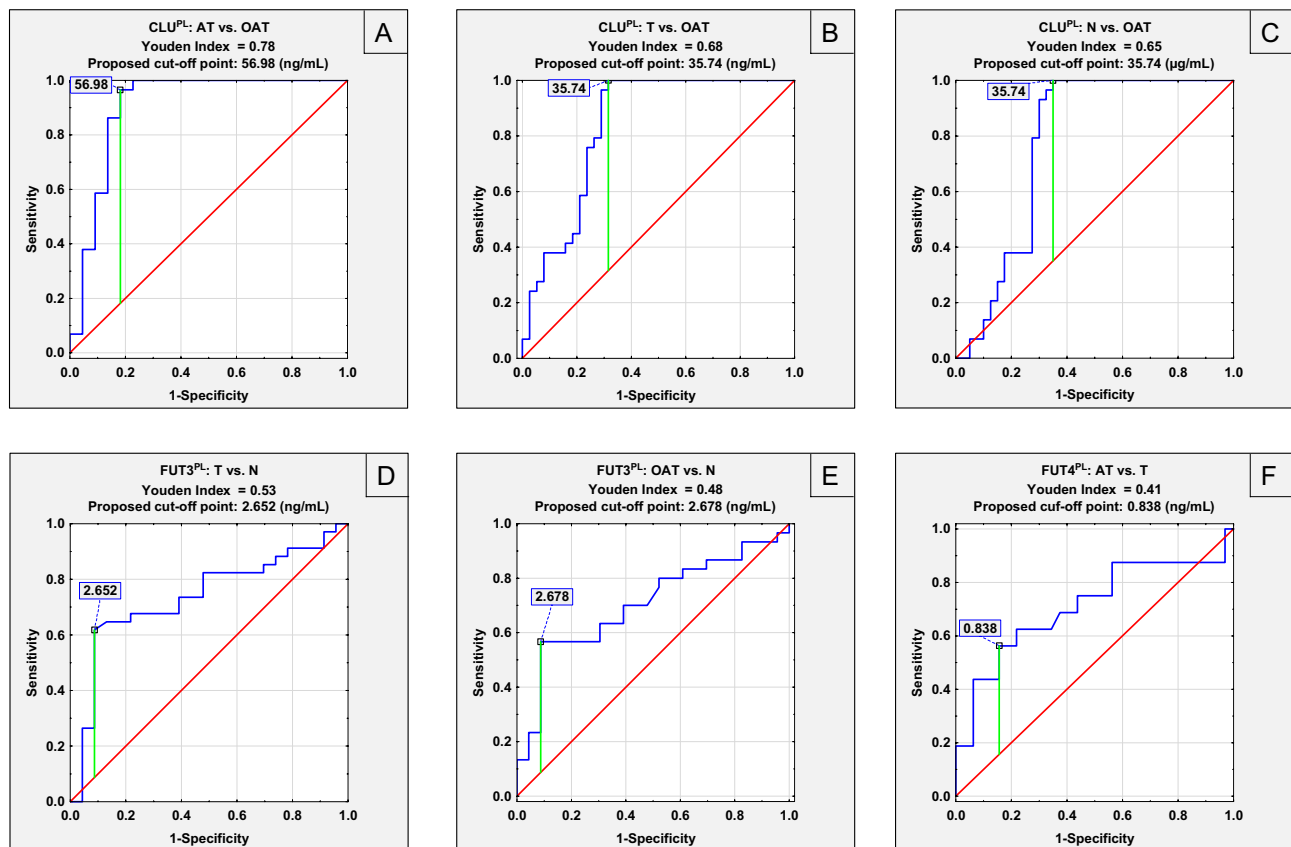 CLUPL: AT vs. OAT
Youden Index = 0.78
Proposed cut-off point: 56.98 (ng/mL)
A
1.0
0.8
0.6
0.4
0.2
0.0
Sensitivity
56.98
0.0 0.2 0.4 0.6 0.8 1.0
1-Specificity
CLUPL: T vs. OAT
Youden Index = 0.68
Proposed cut-off point: 35.74 (ng/mL)
B
1.0
0.8
0.6
0.4
0.2
0.0
Sensitivity
35.74
0.0 0.2 0.4 0.6 0.8 1.0
1-Specificity
CLUPL: N vs. OAT
Youden Index = 0.65
Proposed cut-off point: 35.74 (µg/mL)
C
1.0
0.8
0.6
0.4
0.2
0.0
Sensitivity
35.74
0.0 0.2 0.4 0.6 0.8 1.0
1-Specificity
FUT3PL: T vs. N
Youden Index = 0.53
Proposed cut-off point: 2.652 (ng/mL)
D
1.0
0.8
0.6
0.4
0.2
0.0
Sensitivity
2.652
0.0 0.2 0.4 0.6 0.8 1.0
1-Specificity
FUT3PL: OAT vs. N
Youden Index = 0.48
Proposed cut-off point: 2.678 (ng/mL)
E
1.0
0.8
0.6
0.4
0.2
0.0
Sensitivity
2.678
0.0 0.2 0.4 0.6 0.8 1.0
1-Specificity
FUT4PL: AT vs. T
Youden Index = 0.41
Proposed cuf-off point: 0.838 (ng/mL)
F
1.0
0.8
0.6
0.4
0.2
0.0
Sensitivity
0.838
0.0 0.2 0.4 0.6 0.8 1.0
1-Specificity